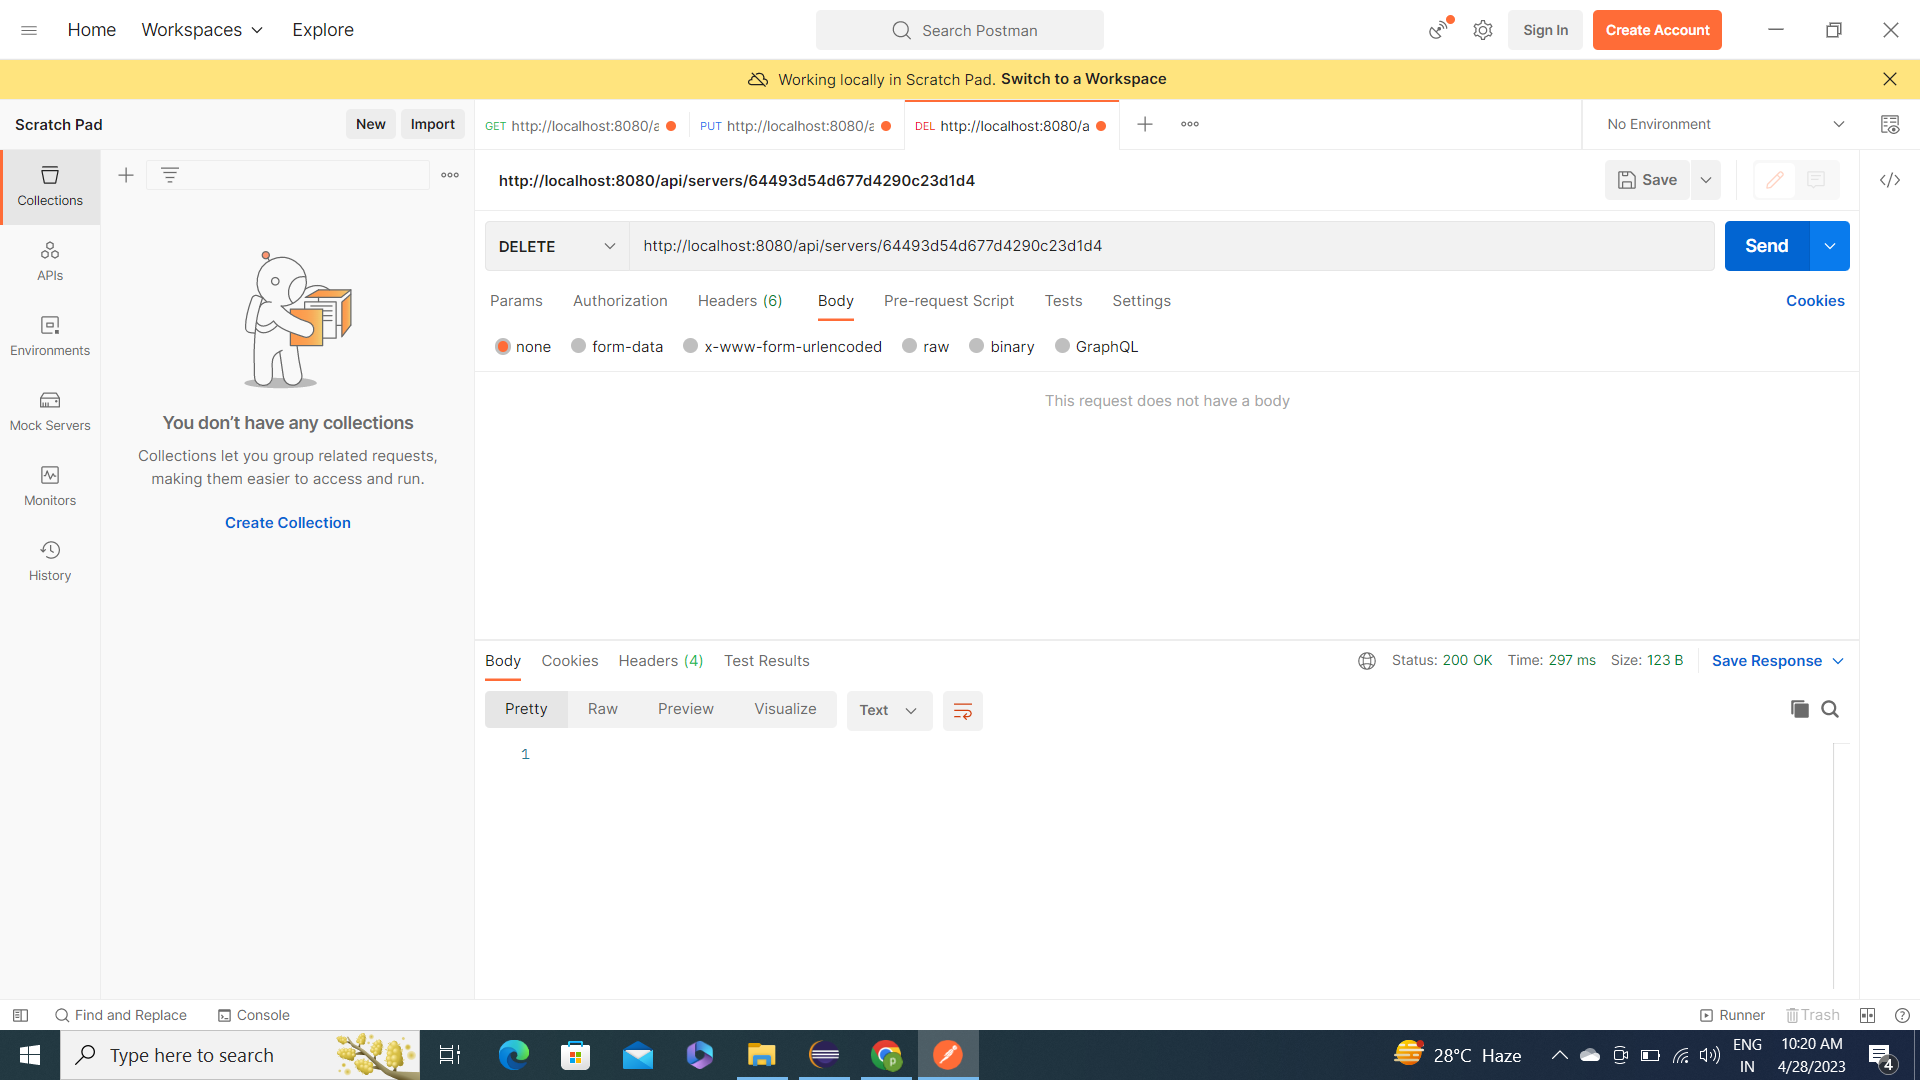 Home Workspaces Explore
Search Postman
Sign In Create Account
Working locally in Scratch Pad. Switch to a Workspace
Scratch Pad New Import
GET http://localhost:8080/a PUT http://localhost:8080/a DEL http://localhost:8080/a
No Environment
Collections
APIs
Environments
Mock Servers
Monitors
History
You don’t have any collections
Collections let you group related requests,
making them easier to access and run.
Create Collection
http://localhost:8080/api/servers/64493d54d677d4290c23d1d4
Save
DELETE http://localhost:8080/api/servers/64493d54d677d4290c23d1d4 Send
Params Authorization Headers (6) Body Pre-request Script Tests Settings Cookies
none form-data x-www-form-urlencoded raw binary GraphQL
This request does not have a body
Body Cookies Headers (4) Test Results Status: 200 OK Time: 297 ms Size: 123 B Save Response
Pretty Raw Preview Visualize Text
1
Find and Replace Console Runner Trash
Type here to search
p
28°C Haze
ENG
IN
10:20 AM
4/28/2023
4